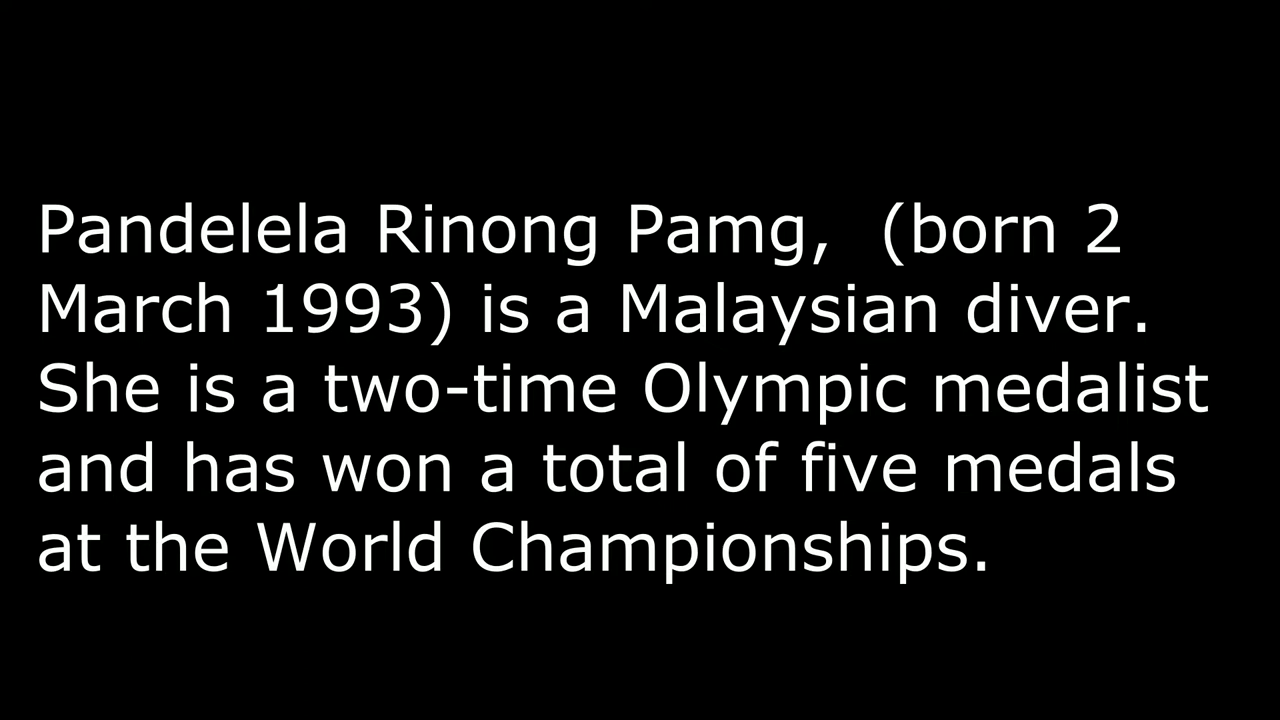 Pandelela Rinong Pamg,  (born 2
March 1993) is a Malaysian diver.
She is a two-time Olympic medalist
and has won a total of five medals
at the World Championships.